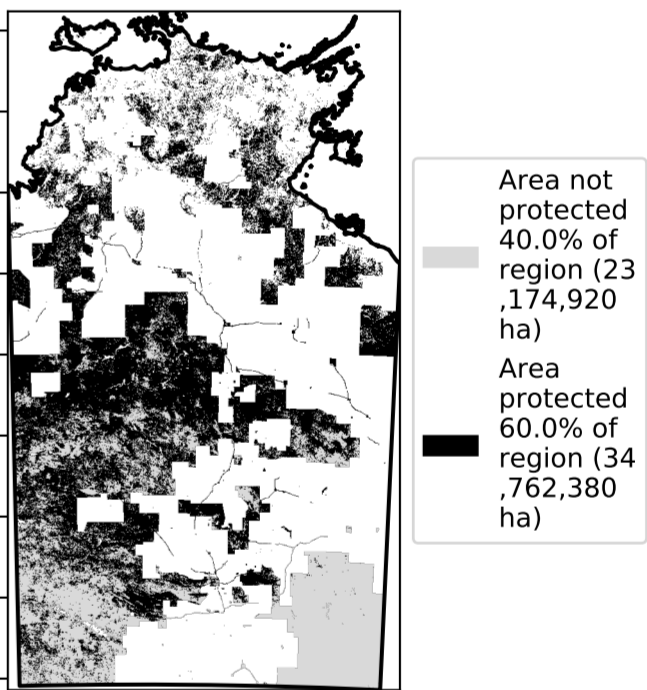 Area not
protected
40.0% of
region (23
,174,920
ha)
Area
protected
60.0% of
region (34
,762,380
ha)